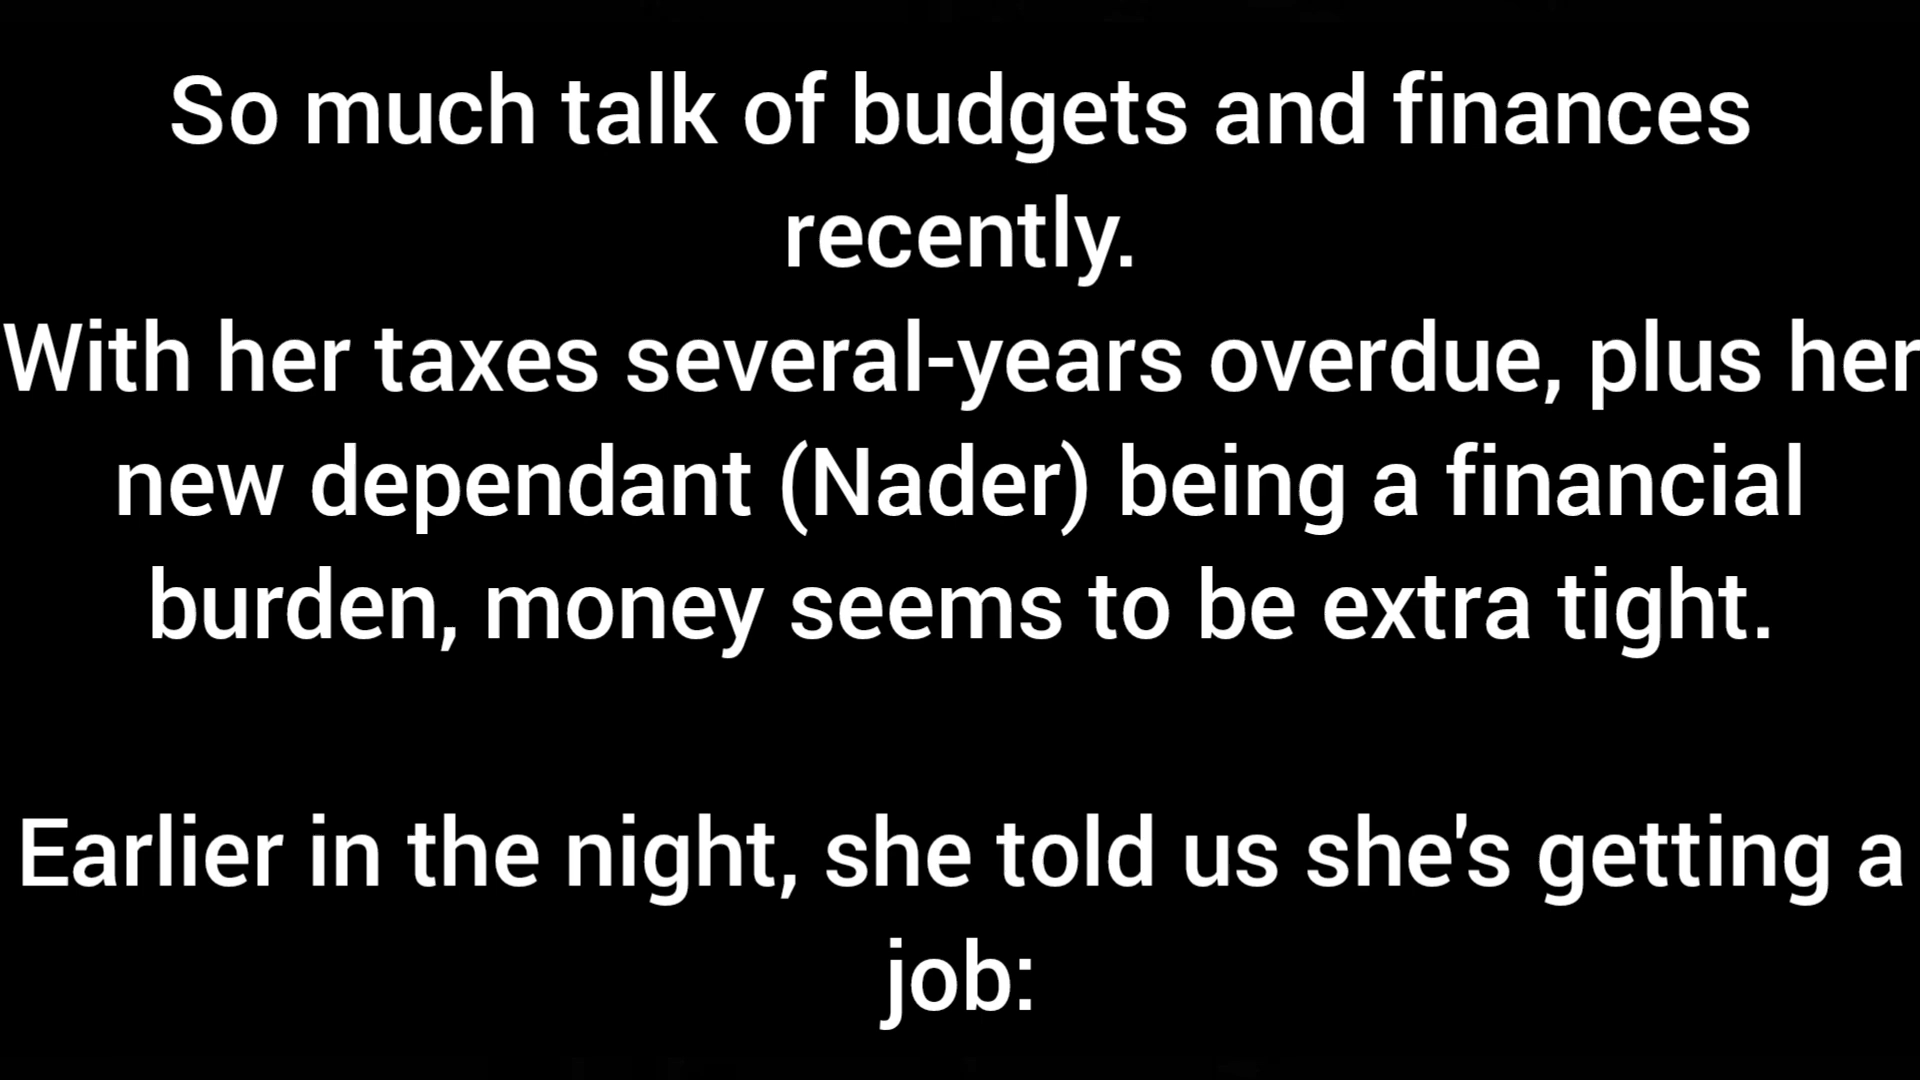 So much talk of budgets and finances
recently.
With her taxes several-years overdue, plus her
new dependant (Nader) being a financial
burden, money seems to be extra tight.
Earlier in the night, she told us she's getting a
job: